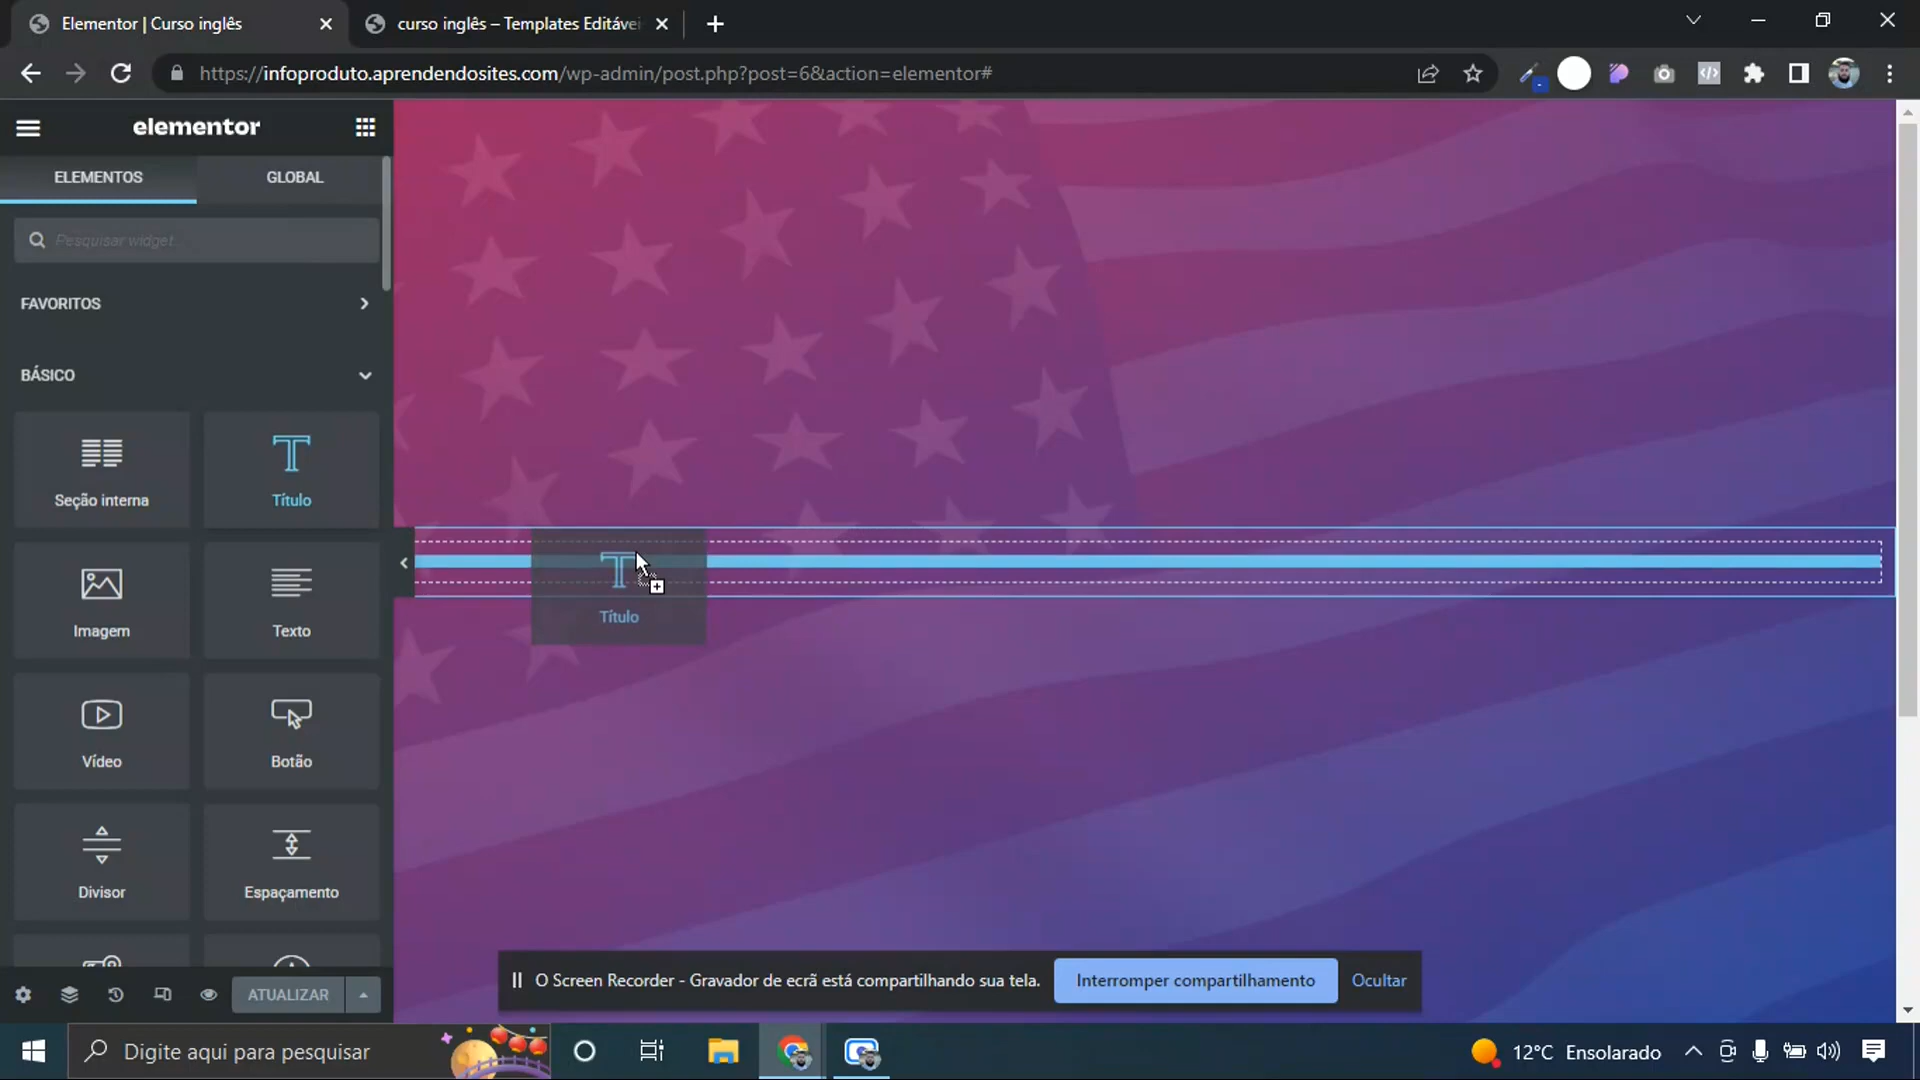 Elementor | Curso inglês
curso inglês – Templates Editáve
https://infoproduto.aprendendosites.com/wp-admin/post.php?post=6&action=elementor#
elementor
ELEMENTOS
GLOBAL
Pesquisar widget...
FAVORITOS
BÁSICO
Seção interna
Título
Imagem
Texto
Título
Vídeo
Botão
Divisor
Espaçamento
ATUALIZAR
O Screen Recorder - Gravador de ecrã está compartilhando sua tela.
Interromper compartilhamento
Ocultar
Digite aqui para pesquisar
12°C Ensolarado